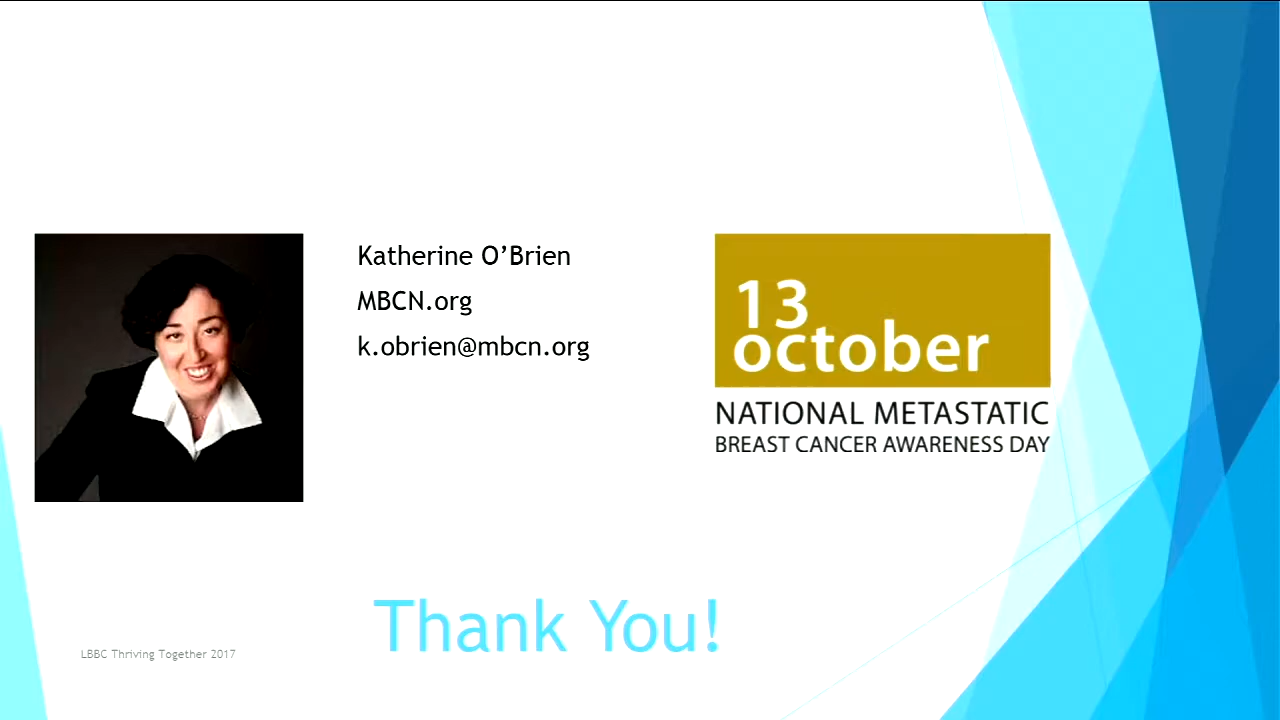 Katherine O’Brien
MBCN.org
k.obrien@mbcn.org
13
october
NATIONAL METASTATIC
BREAST CANCER AWARENESS DAY
Thank You!
LBBC Thriving Together 2017